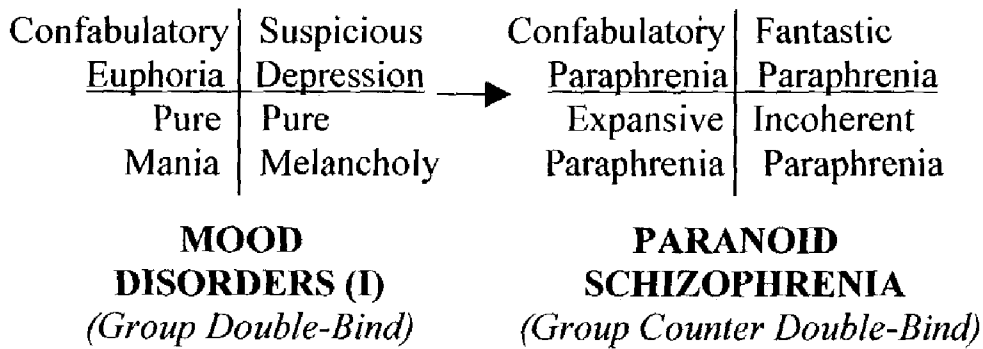 Confabulatory Suspicious Confabulatory Fantastic
Euphoria Depression Paraphrenia Paraphrenia
Pure Pure Expansive Incoherent
Mania Melancholy Paraphrenia Paraphrenia
MOOD PARANOID
DISORDERS (I) SCHIZOPHRENIA
(Group Double-Bind) (Group Counter Double-Bind)